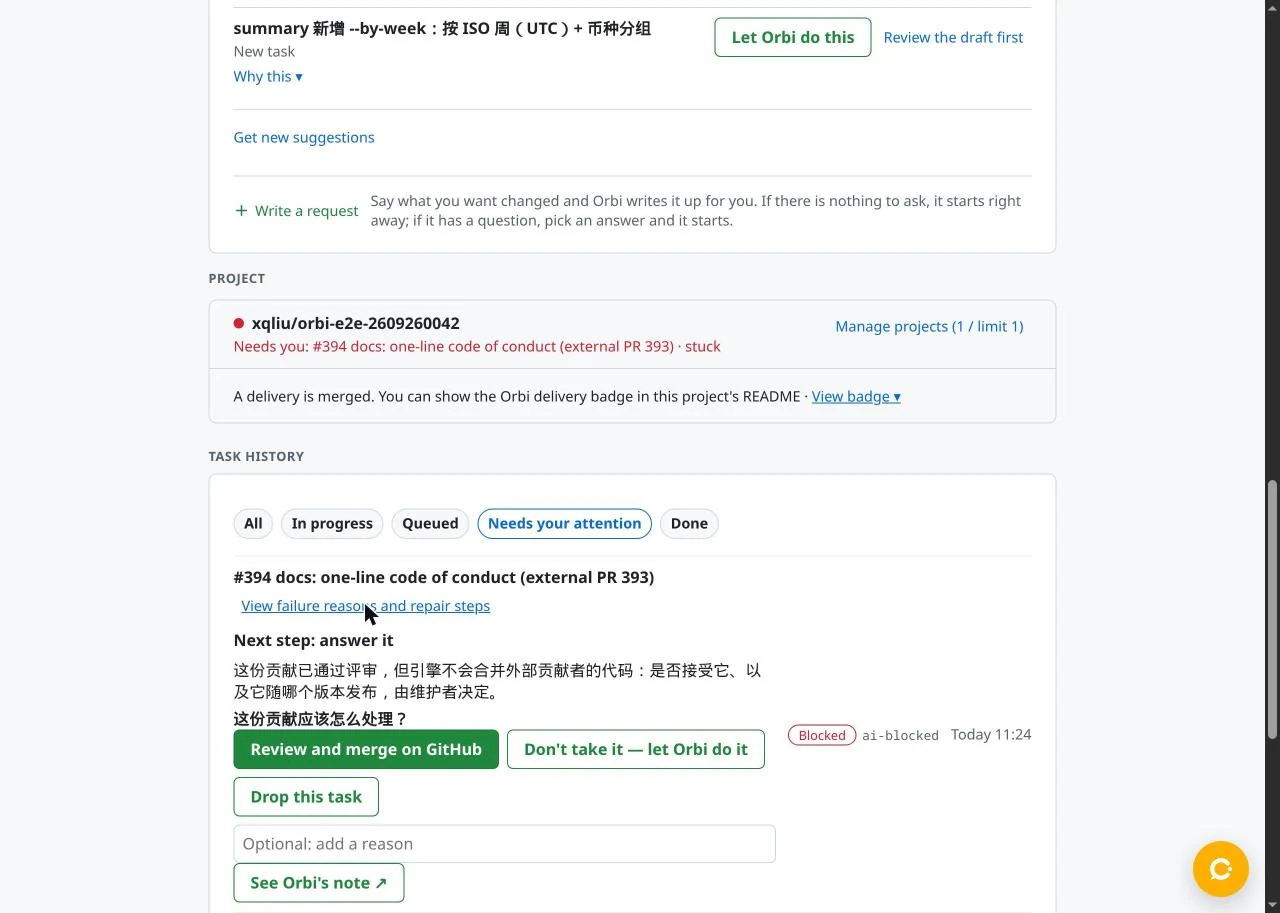 summary 新增 --by-week：按 ISO 周（UTC）+ 币种分组
New task
Why this ▾
Let Orbi do this
Review the draft first
Get new suggestions
+ Write a request
Say what you want changed and Orbi writes it up for you. If there is nothing to ask, it starts right
away; if it has a question, pick an answer and it starts.
PROJECT
xqliu/orbi-e2e-2609260042
Needs you: #394 docs: one-line code of conduct (external PR 393) · stuck
Manage projects (1 / limit 1)
A delivery is merged. You can show the Orbi delivery badge in this project's README · View badge ▾
TASK HISTORY
All
In progress
Queued
Needs your attention
Done
#394 docs: one-line code of conduct (external PR 393)
View failure reasons and repair steps
Next step: answer it
这份贡献已通过评审，但引擎不会合并外部贡献者的代码：是否接受它、以
及它随哪个版本发布，由维护者决定。
这份贡献应该怎么处理？
Review and merge on GitHub
Don't take it — let Orbi do it
Blocked
ai-blocked
Today 11:24
Drop this task
Optional: add a reason
See Orbi's note ↗